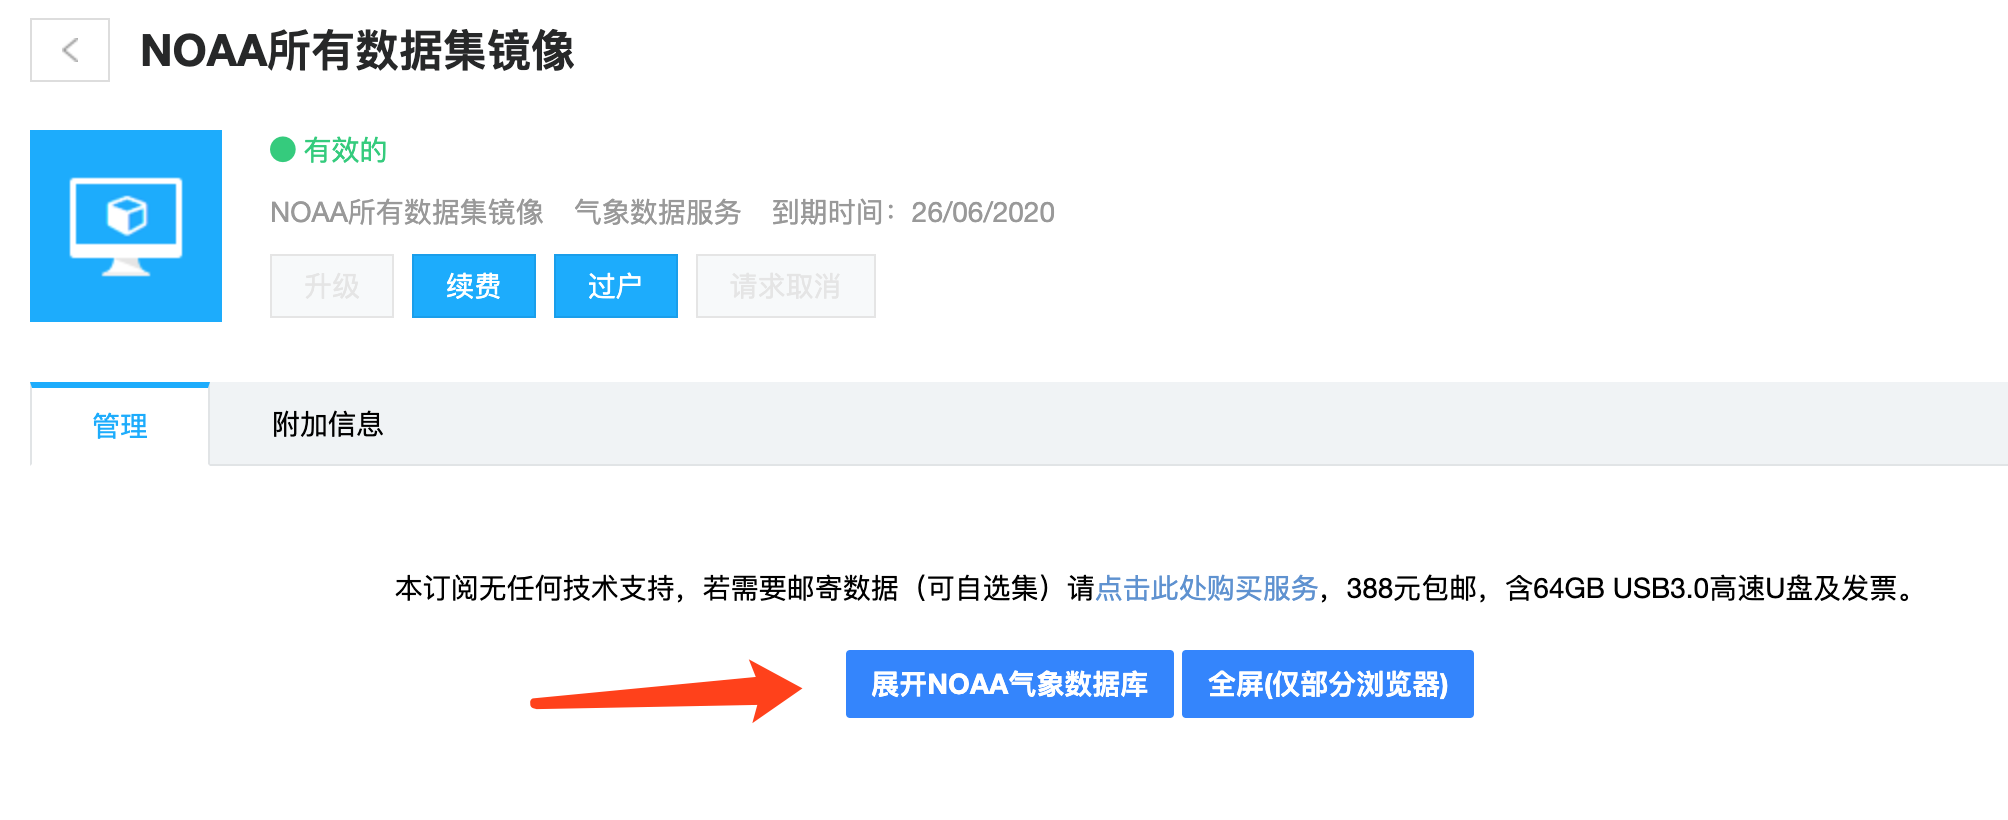 NOAA所有数据集镜像
有效的
NOAA所有数据集镜像 气象数据服务 到期时间：26/06/2020
升级 续费 过户 请求取消
管理 附加信息
本订阅无任何技术支持，若需要邮寄数据（可自选集）请点击此处购买服务，388元包邮，含64GB USB3.0高速U盘及发票。
展开NOAA气象数据库 全屏(仅部分浏览器)